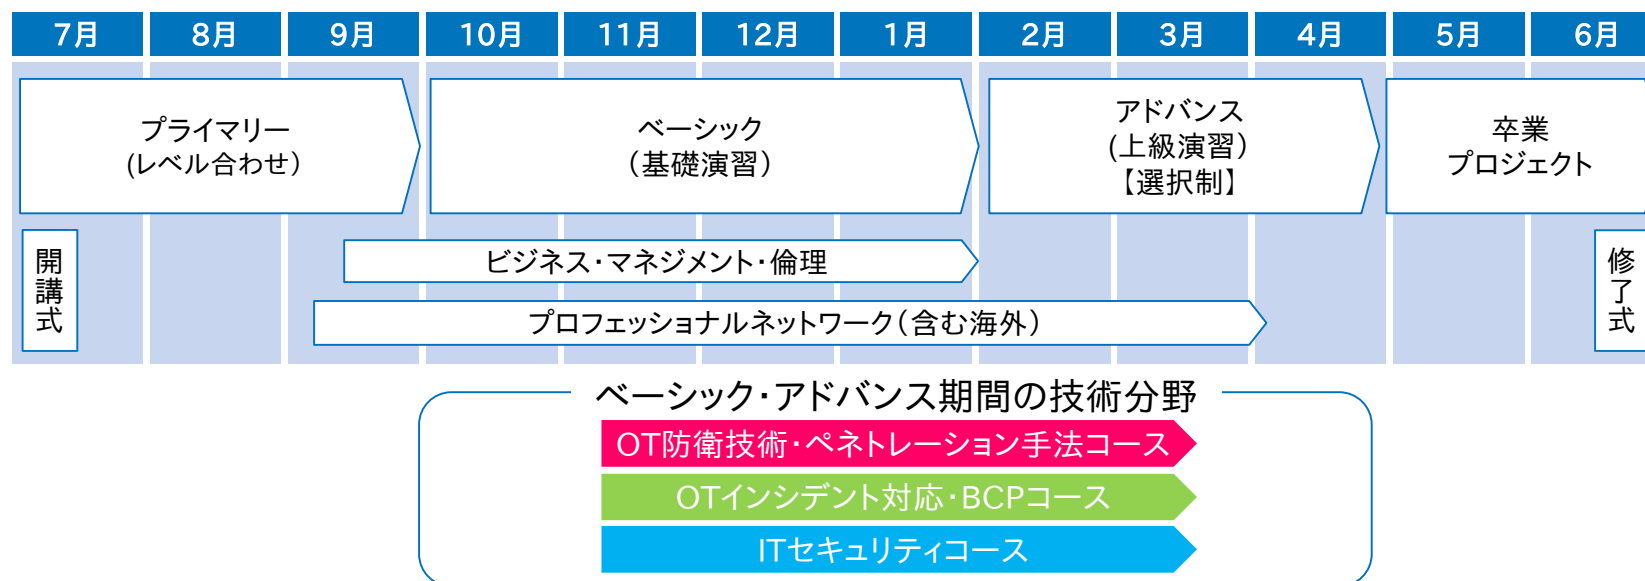 7月 8月 9月 10月 11月 12月 1月 2月 3月 4月 5月 6月
プライマリー
(レベル合わせ)
ベーシック
(基礎演習)
アドバンス
(上級演習)
【選択制】
卒業
プロジェクト
開講式
ビジネス・マネジメント・倫理
プロフェッショナルネットワーク(含む海外)
修了式
ベーシック・アドバンス期間の技術分野
OT防衛技術・ペネトレーション手法コース
OTインシデント対応・BCPコース
ITセキュリティコース